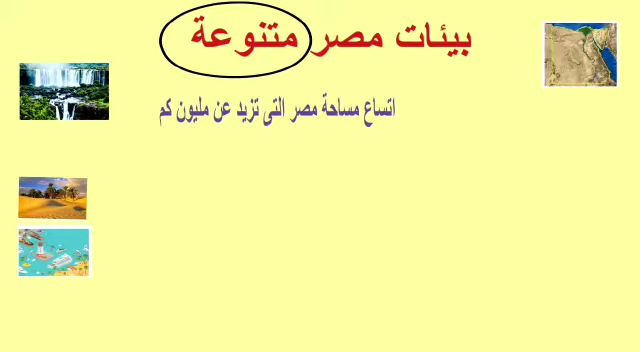 بيئات مصر متنوعة
اتساع مساحة مصر التى تزيد عن مليون كم